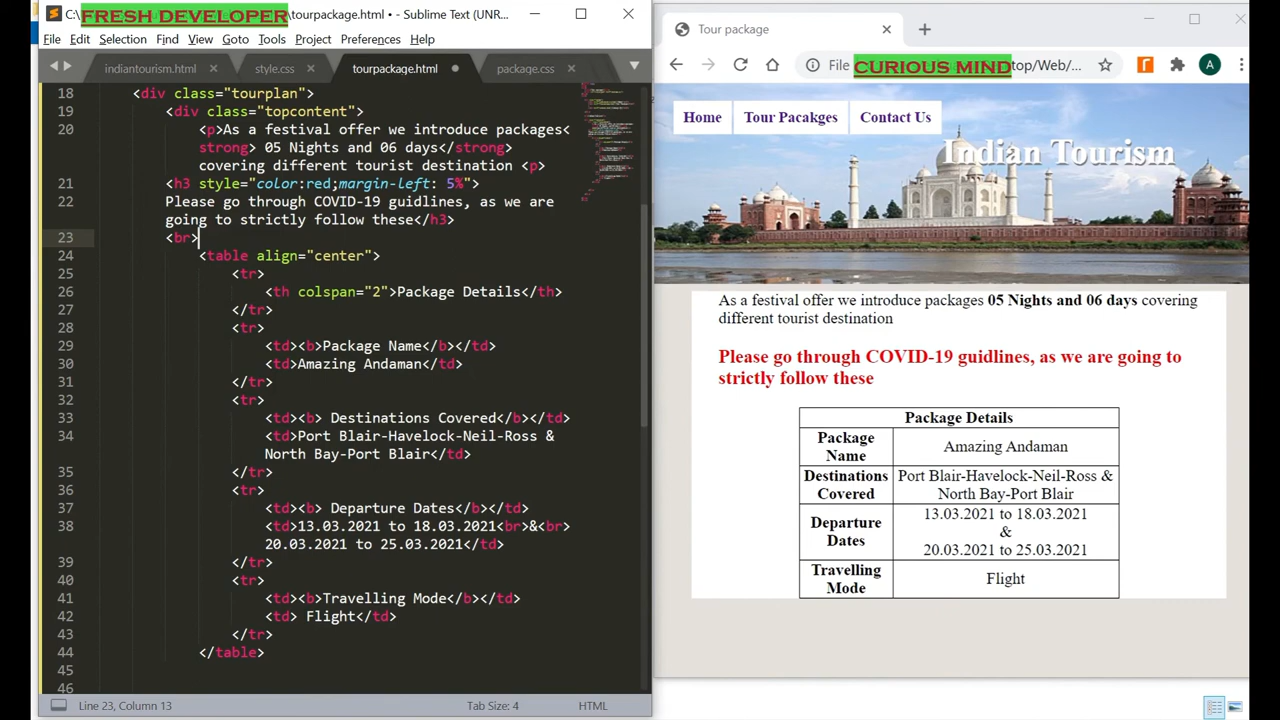 C:\ FRESH DEVELOPER \tourpackage.html • - Sublime Text (UNR...
File Edit Selection Find View Goto Tools Project Preferences Help
indiantourism.html style.css tourpackage.html package.css
18 <div class="tourplan">
19 <div class="topcontent">
20 <p>As a festival offer we introduce packages<
strong> 05 Nights and 06 days</strong>
covering different tourist destination <p>
21 <h3 style="color:red;margin-left: 5%">
22 Please go through COVID-19 guidlines, as we are
going to strictly follow these</h3>
23 <br>
24 <table align="center">
25 <tr>
26 <th colspan="2">Package Details</th>
27 </tr>
28 <tr>
29 <td><b>Package Name</b></td>
30 <td>Amazing Andaman</td>
31 </tr>
32 <tr>
33 <td><b> Destinations Covered</b></td>
34 <td>Port Blair-Havelock-Neil-Ross &
North Bay-Port Blair</td>
35 </tr>
36 <tr>
37 <td><b> Departure Dates</b></td>
38 <td>13.03.2021 to 18.03.2021<br>&<br>
20.03.2021 to 25.03.2021</td>
39 </tr>
40 <tr>
41 <td><b>Travelling Mode</b></td>
42 <td> Flight</td>
43 </tr>
44 </table>
45
46
Line 23, Column 13 Tab Size: 4 HTML
Tour package
File CURIOUS MIND top/Web/... A
Home Tour Pacakges Contact Us
Indian Tourism
As a festival offer we introduce packages 05 Nights and 06 days covering
different tourist destination
Please go through COVID-19 guidlines, as we are going to
strictly follow these
Package Details
Package
Name
Amazing Andaman
Destinations
Covered
Port Blair-Havelock-Neil-Ross &
North Bay-Port Blair
Departure
Dates
13.03.2021 to 18.03.2021
&
20.03.2021 to 25.03.2021
Travelling
Mode
Flight